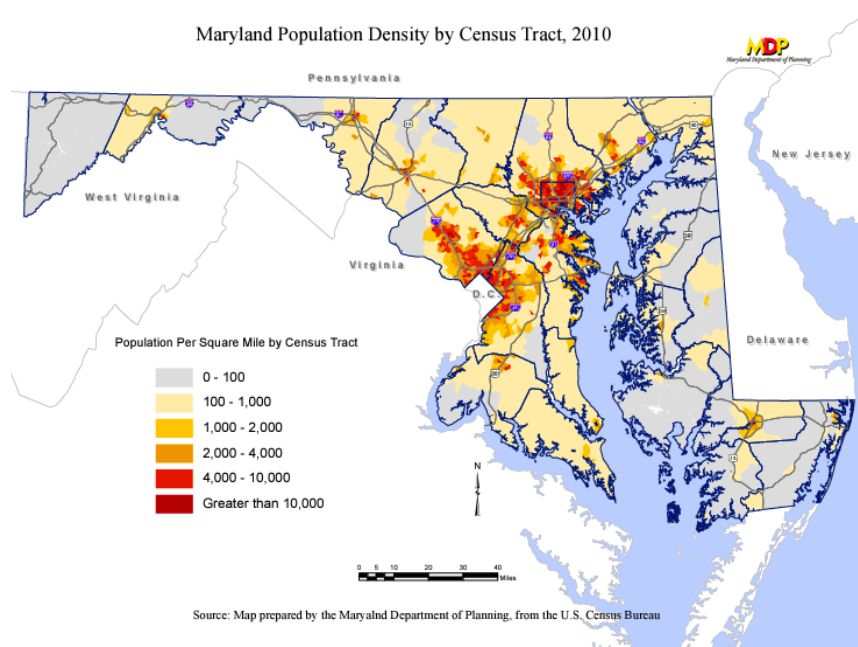 Maryland Population Density by Census Tract, 2010
MDP
Maryland Department of Planning
Pennsylvania
New Jersey
West Virginia
Virginia
D.C.
Delaware
Population Per Square Mile by Census Tract
0 - 100
100 - 1,000
1,000 - 2,000
2,000 - 4,000
4,000 - 10,000
Greater than 10,000
N
0 5 10 20 30 40
Miles
Source: Map prepared by the Maryalnd Department of Planning, from the U.S. Census Bureau